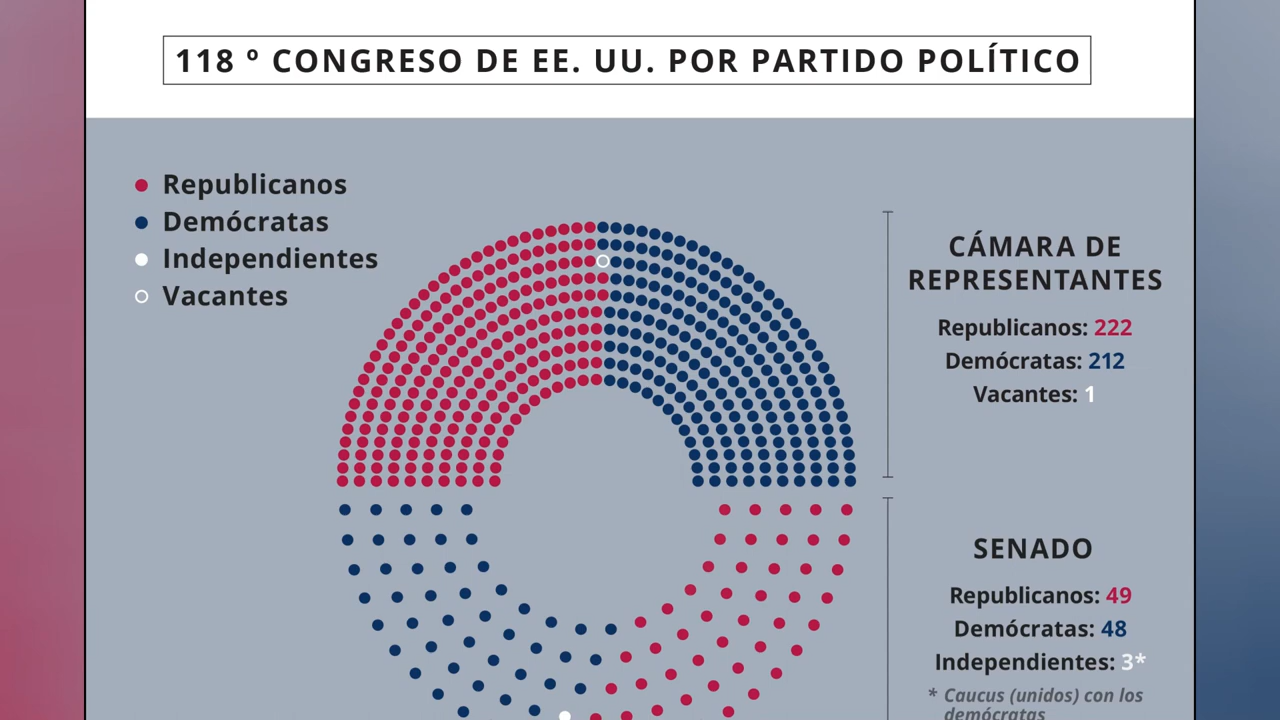 118 º CONGRESO DE EE. UU. POR PARTIDO POLÍTICO
Republicanos
Demócratas
Independientes
Vacantes
CÁMARA DE
REPRESENTANTES
Republicanos: 222
Demócratas: 212
Vacantes: 1
SENADO
Republicanos: 49
Demócratas: 48
Independientes: 3*
* Caucus (unidos) con los
demócratas